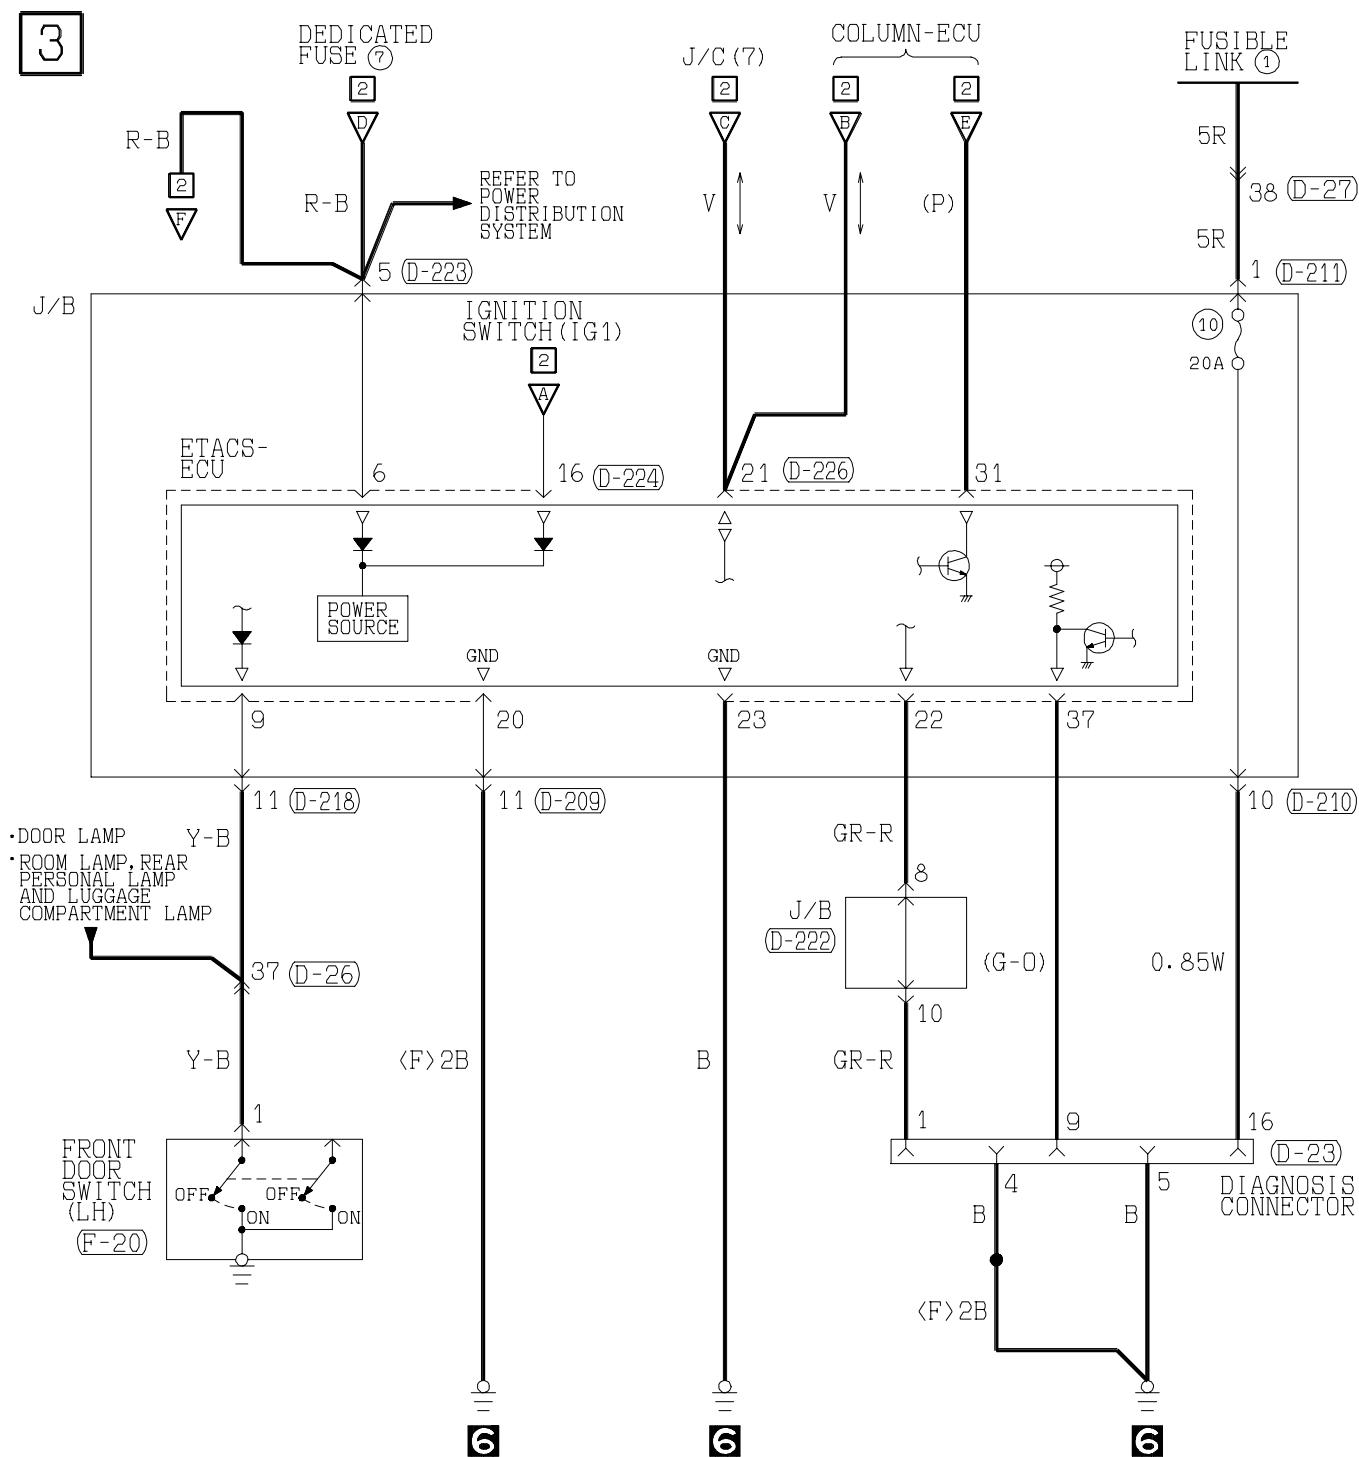 3
DEDICATED
FUSE ⑦
J/C(7)
COLUMN-ECU
FUSIBLE
LINK ①
2
2
2
2
D
C
B
E
R-B
5R
2
F
REFER TO
POWER
DISTRIBUTION
SYSTEM
R-B
V
V
(P)
38 (D-27)
5R
5 (D-223)
1 (D-211)
J/B
IGNITION
SWITCH(IG1)
2
A
10
20A
ETACS-
ECU
6
16 (D-224)
21 (D-226)
31
POWER
SOURCE
GND
GND
9
20
23
22
37
11 (D-218)
11 (D-209)
10 (D-210)
·DOOR LAMP
·ROOM LAMP,REAR
PERSONAL LAMP
AND LUGGAGE
COMPARTMENT LAMP
Y-B
GR-R
8
J/B
(D-222)
37 (D-26)
(G-O)
0.85W
10
Y-B
<F>2B
B
GR-R
1
1
9
16
FRONT
DOOR
SWITCH
(LH)
(F-20)
OFF
OFF
ON
ON
(D-23)
DIAGNOSIS
CONNECTOR
4
5
B
B
<F>2B
6
6
6